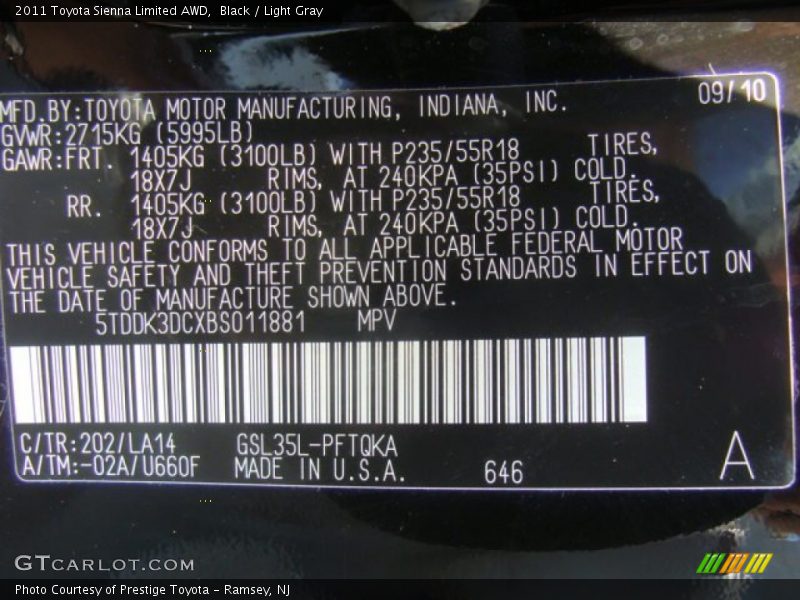 2011 Toyota Sienna Limited AWD,  Black / Light Gray
09/10
MFD.BY:TOYOTA MOTOR MANUFACTURING, INDIANA, INC.
GVWR:2715KG (5995LB)
GAWR:FRT. 1405KG (3100LB) WITH P235/55R18 TIRES,
18X7J RIMS, AT 240KPA (35PSI) COLD.
RR. 1405KG (3100LB) WITH P235/55R18 TIRES,
18X7J RIMS, AT 240KPA (35PSI) COLD.
THIS VEHICLE CONFORMS TO ALL APPLICABLE FEDERAL MOTOR
VEHICLE SAFETY AND THEFT PREVENTION STANDARDS IN EFFECT ON
THE DATE OF MANUFACTURE SHOWN ABOVE.
5TDDK3DCXBS011881 MPV
C/TR:202/LA14 GSL35L-PFTQKA
A/TM:-02A/U660F MADE IN U.S.A. 646 A
GTCARLOT.COM
Photo Courtesy of Prestige Toyota - Ramsey, NJ